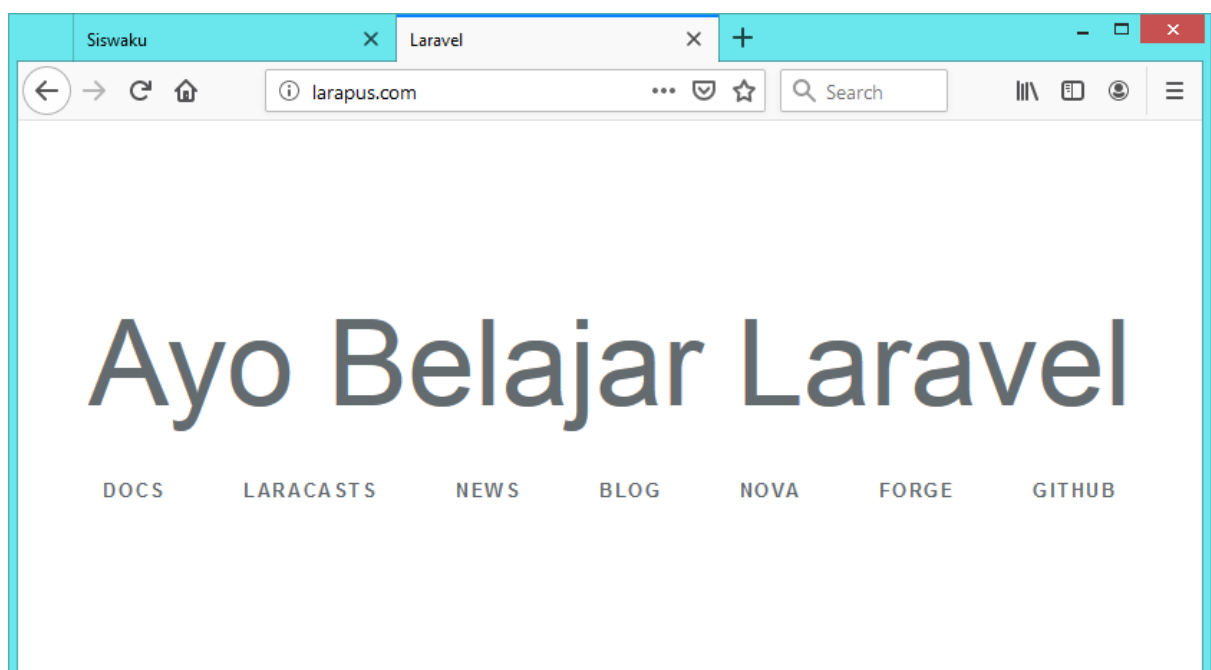 Siswaku
Laravel
larapus.com
Search
Ayo Belajar Laravel
DOCS LARACASTS NEWS BLOG NOVA FORGE GITHUB